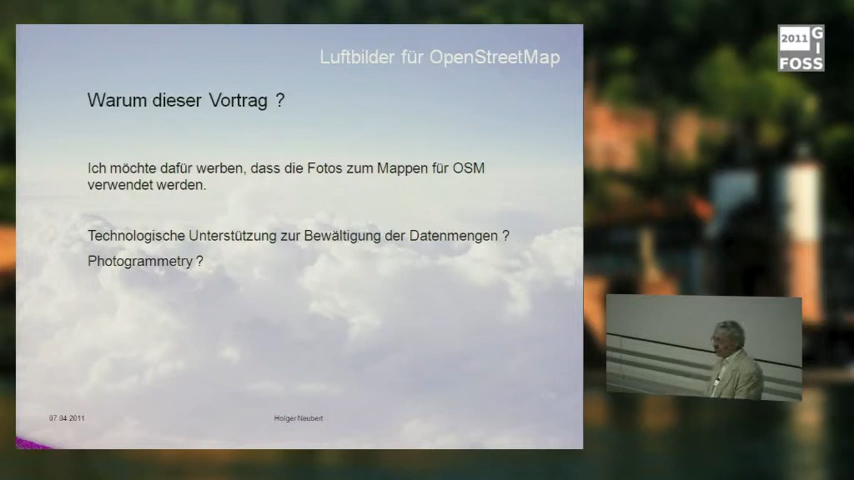 Luftbilder für OpenStreetMap
2011
G
I
FOSS
Warum dieser Vortrag ?
Ich möchte dafür werben, dass die Fotos zum Mappen für OSM
verwendet werden.
Technologische Unterstützung zur Bewältigung der Datenmengen ?
Photogrammetry ?
07.04.2011
Holger Neubert